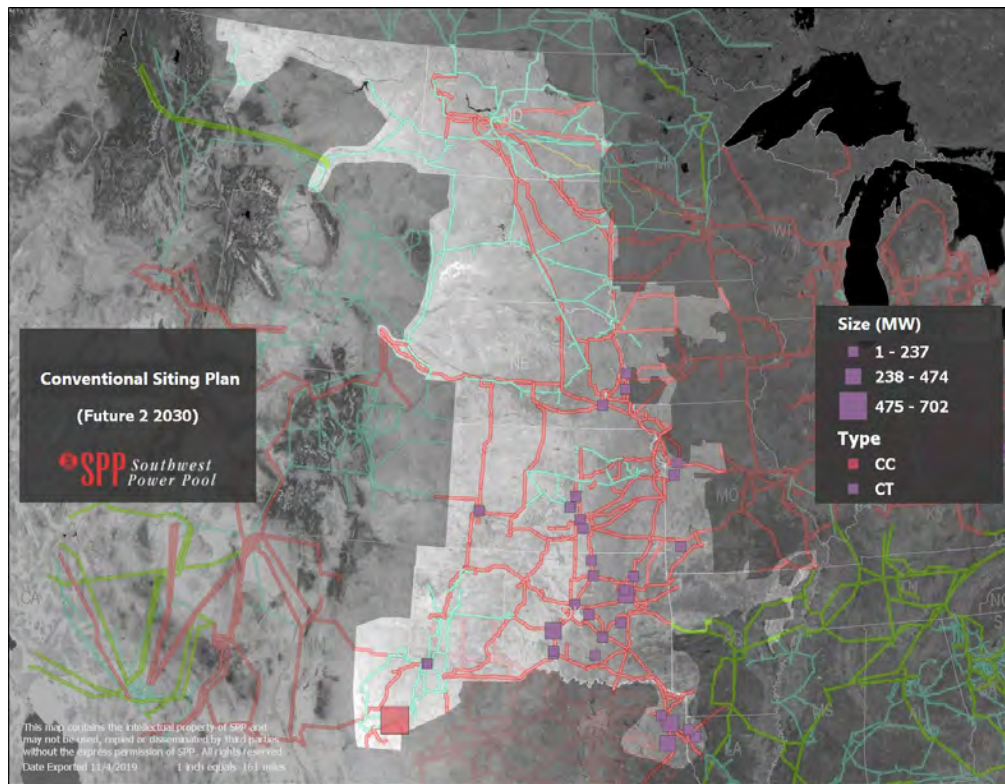 Conventional Siting Plan
(Future 2 2030)
SPP Southwest
Power Pool
Size (MW)
1 - 237
238 - 474
475 - 702
Type
CC
CT
NE
WI
MO
CA
LA
This map contains the intellectual property of SPP and
may not be used, copied or disseminated by third parties
without the express permission of SPP. All rights reserved.
Date Exported 11/4/2019 1 inch equals: 161 miles